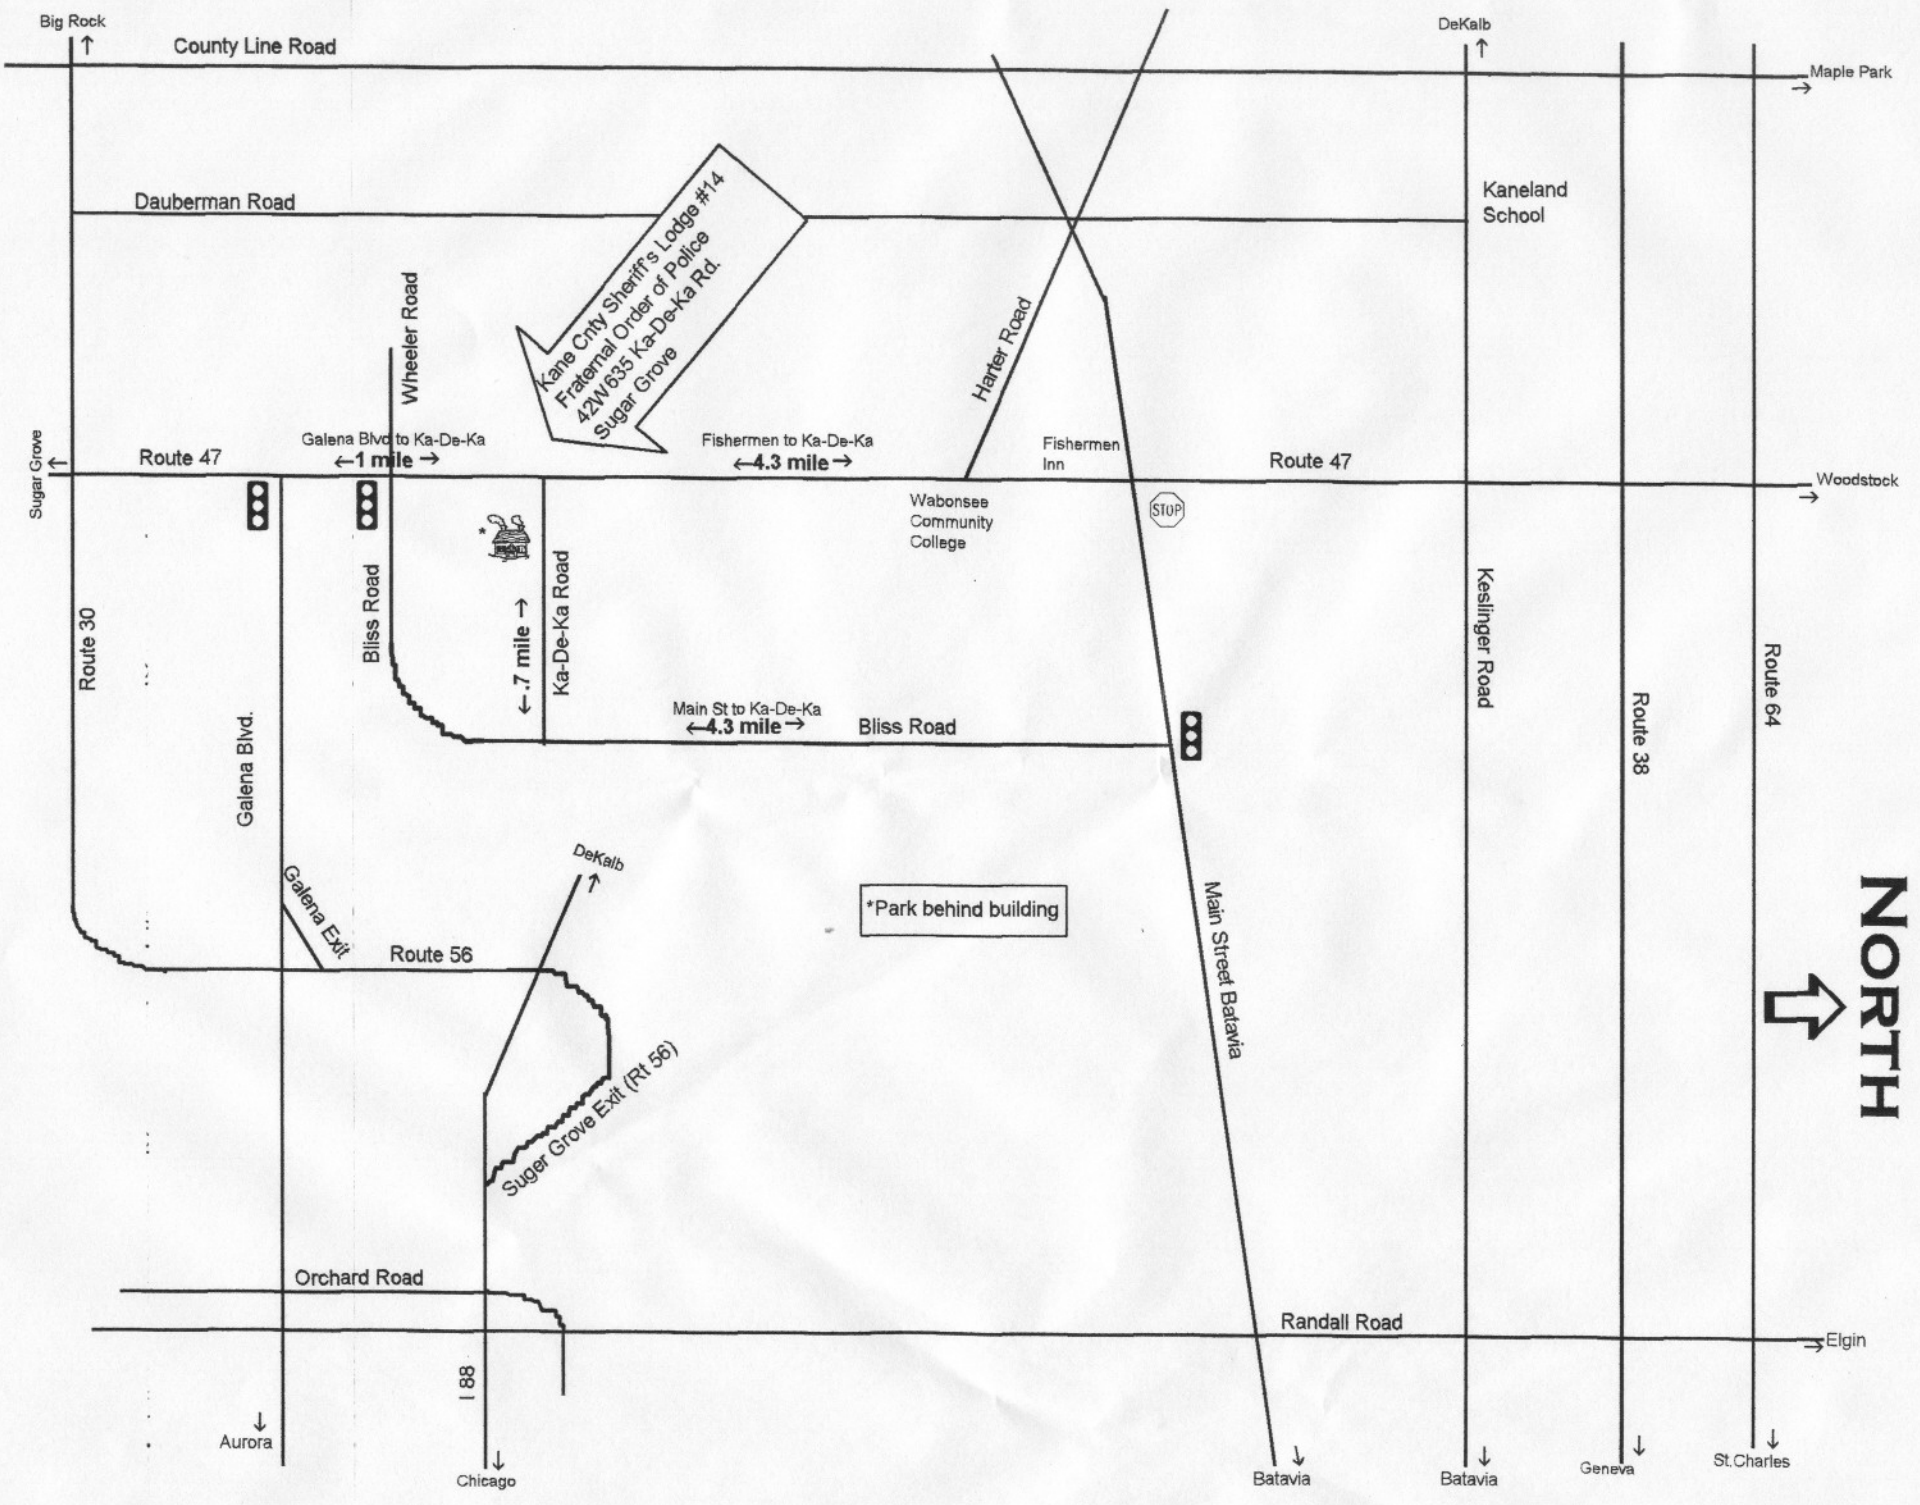 Big Rock
County Line Road
DeKalb
Maple Park
Dauberman Road
Kaneland
School
Kane Cnty Sheriff's Lodge #14
Fraternal Order of Police
42W635 Ka-De-Ka Rd.
Sugar Grove
Wheeler Road
Harter Road
Sugar Grove
Route 47
Galena Blvd to Ka-De-Ka
1 mile
Fishermen to Ka-De-Ka
4.3 mile
Fishermen
Inn
Route 47
Woodstock
Wabonsee
Community
College
STOP
*
Route 30
Bliss Road
.7 mile
Ka-De-Ka Road
Keslinger Road
Route 38
Route 64
Galena Blvd.
Main St to Ka-De-Ka
4.3 mile
Bliss Road
Galena Exit
DeKalb
*Park behind building
Main Street Batavia
NORTH
Route 56
Suger Grove Exit (Rt 56)
Orchard Road
Randall Road
Elgin
I 88
Aurora
Chicago
Batavia
Batavia
Geneva
St.Charles